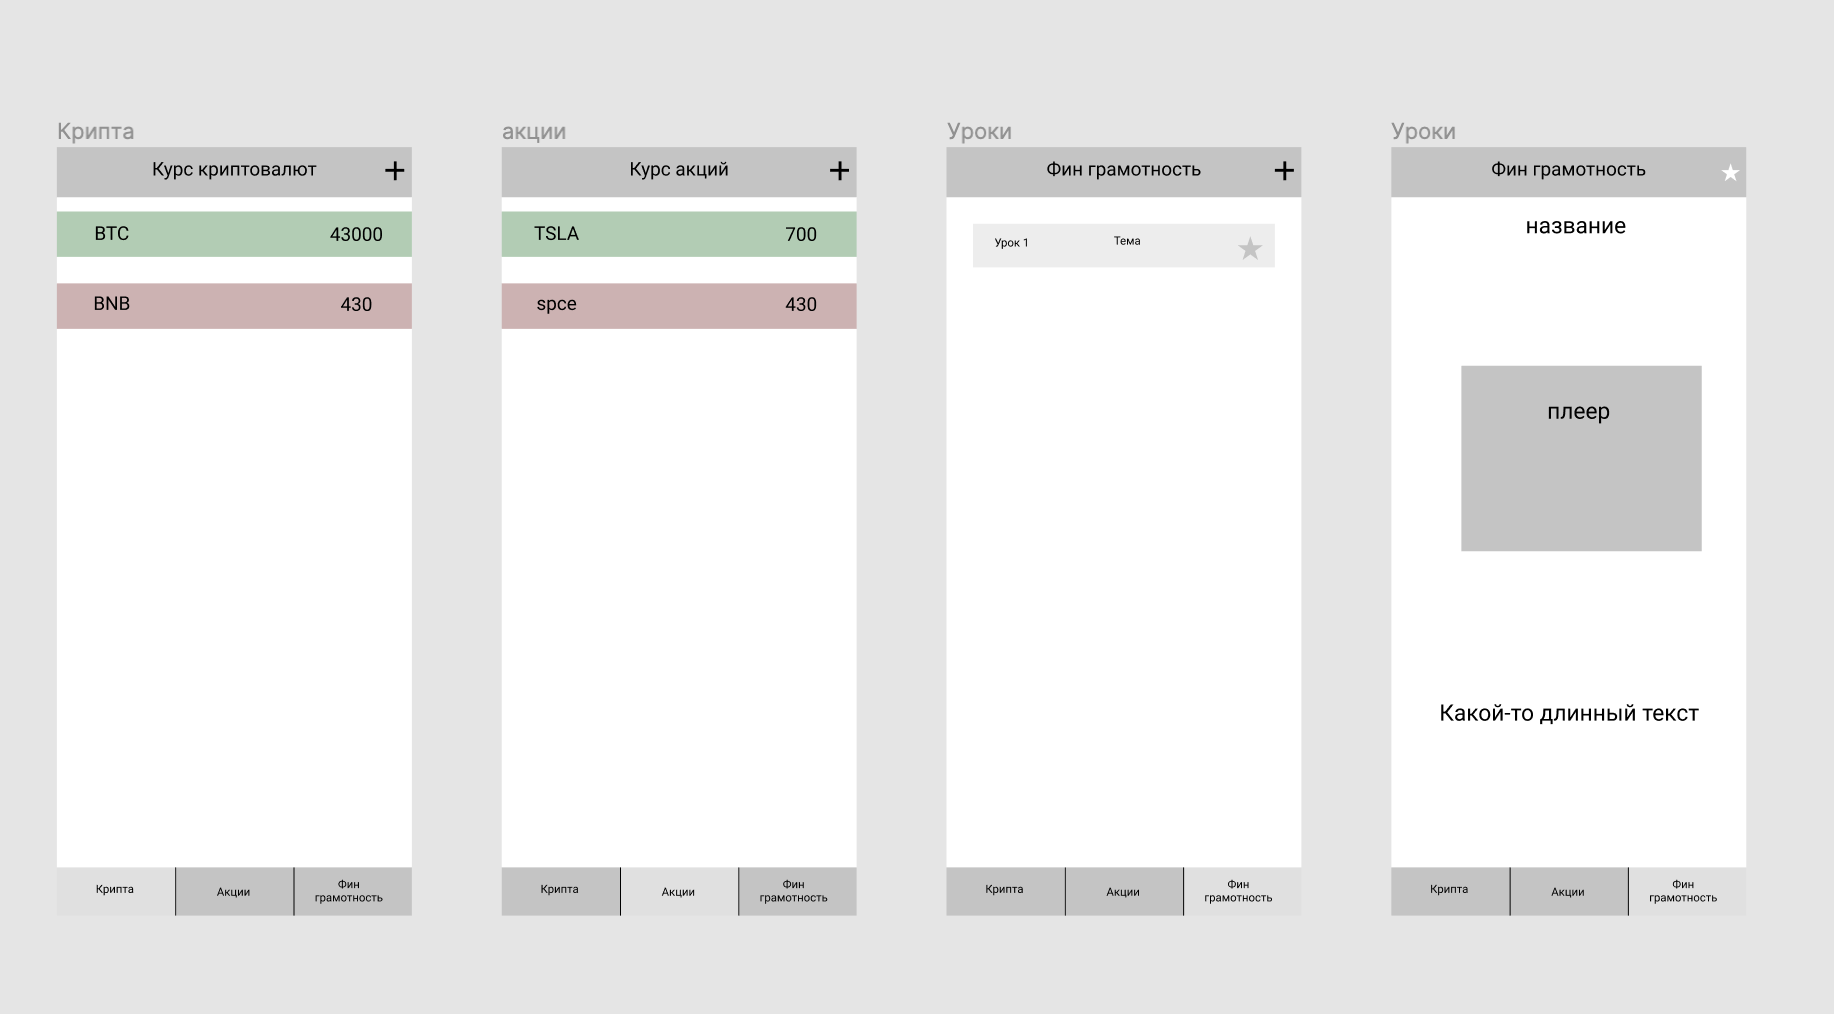 Крипта
Курс криптовалют +
BTC 43000
BNB 430
Крипта
Акции
Фин
грамотность
акции
Курс акций +
TSLA 700
spce 430
Крипта
Акции
Фин
грамотность
Уроки
Фин грамотность +
Урок 1 Тема
Крипта
Акции
Фин
грамотность
Уроки
Фин грамотность
название
плеер
Какой-то длинный текст
Крипта
Акции
Фин
грамотность